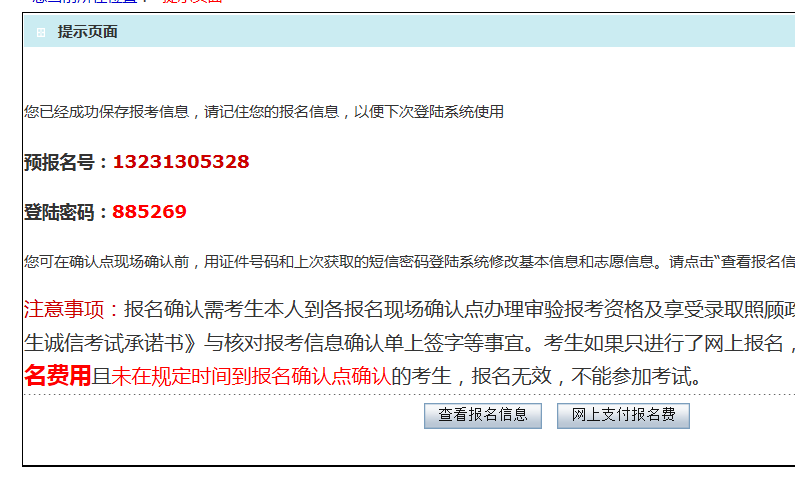 您当前所在位置： 提示页面
提示页面
您已经成功保存报考信息，请记住您的报名信息，以便下次登陆系统使用
预报名号：13231305328
登陆密码：885269
您可在确认点现场确认前，用证件号码和上次获取的短信密码登陆系统修改基本信息和志愿信息。请点击“查看报名信
注意事项：报名确认需考生本人到各报名现场确认点办理审验报考资格及享受录取照顾政
生诚信考试承诺书》与核对报考信息确认单上签字等事宜。考生如果只进行了网上报名，
名费用且未在规定时间到报名确认点确认的考生，报名无效，不能参加考试。
查看报名信息 网上支付报名费